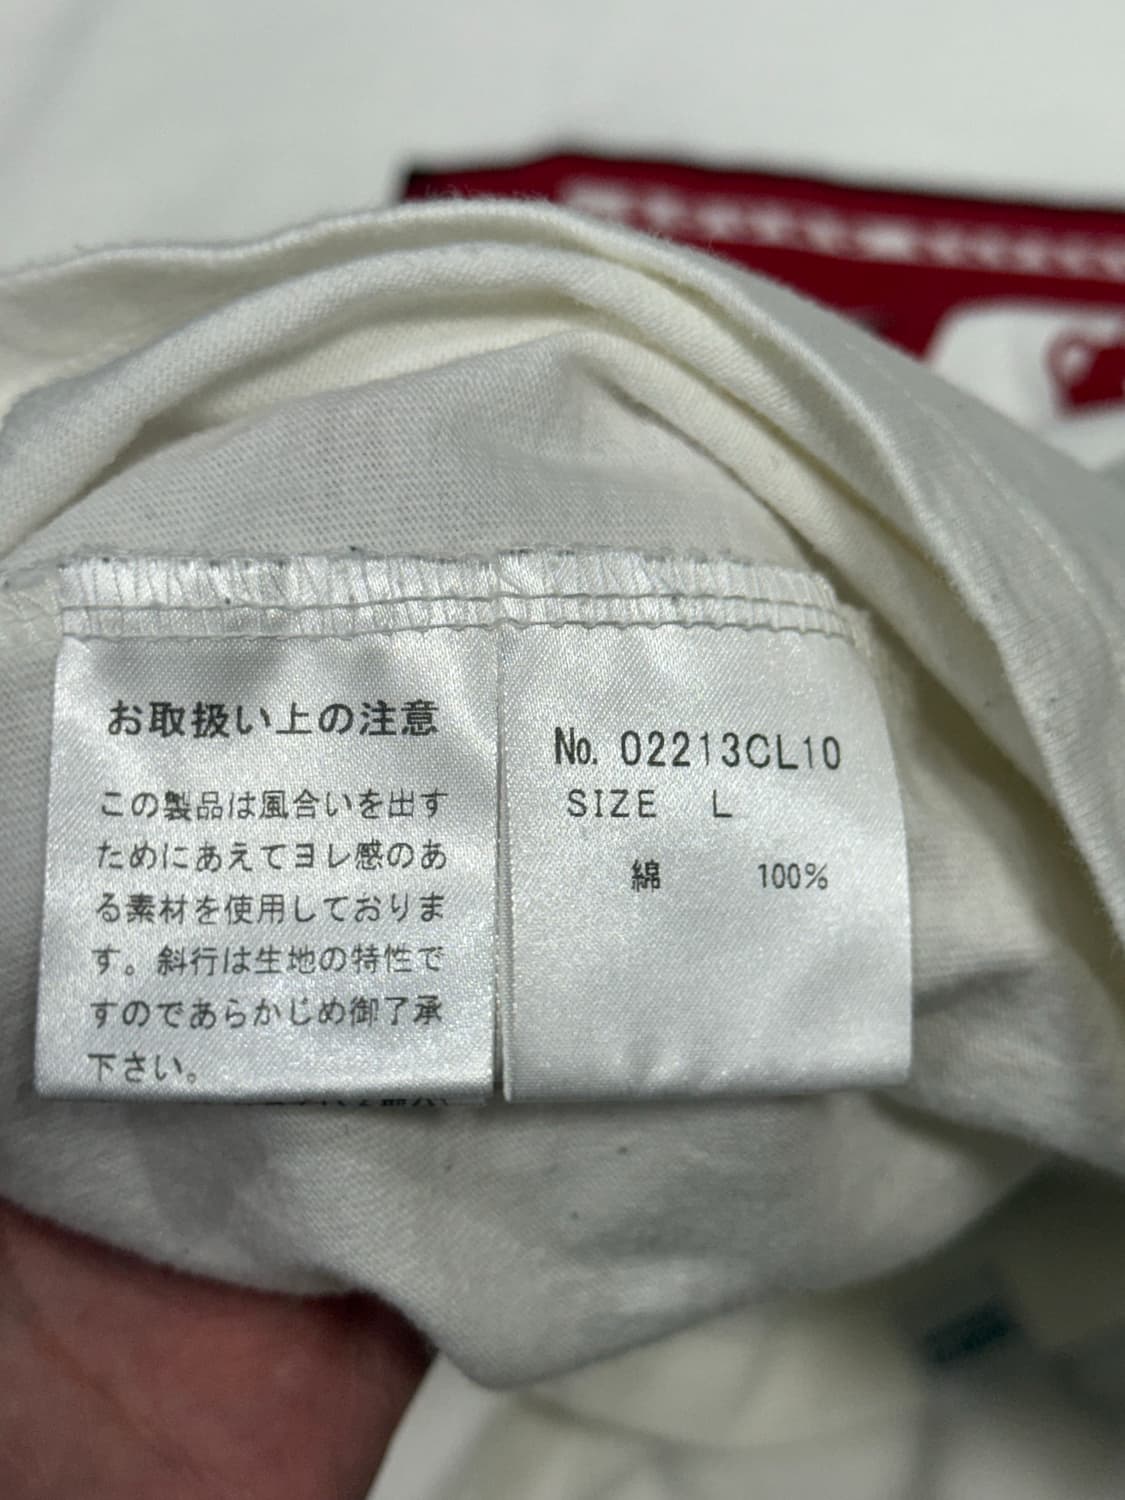 お取扱い上の注意
この製品は風合いを出す
ためにあえてヨレ感のあ
る素材を使用しておりま
す。斜行は生地の特性で
すのであらかじめ御了承
下さい。
No. 02213CL10
SIZE L
綿 100%